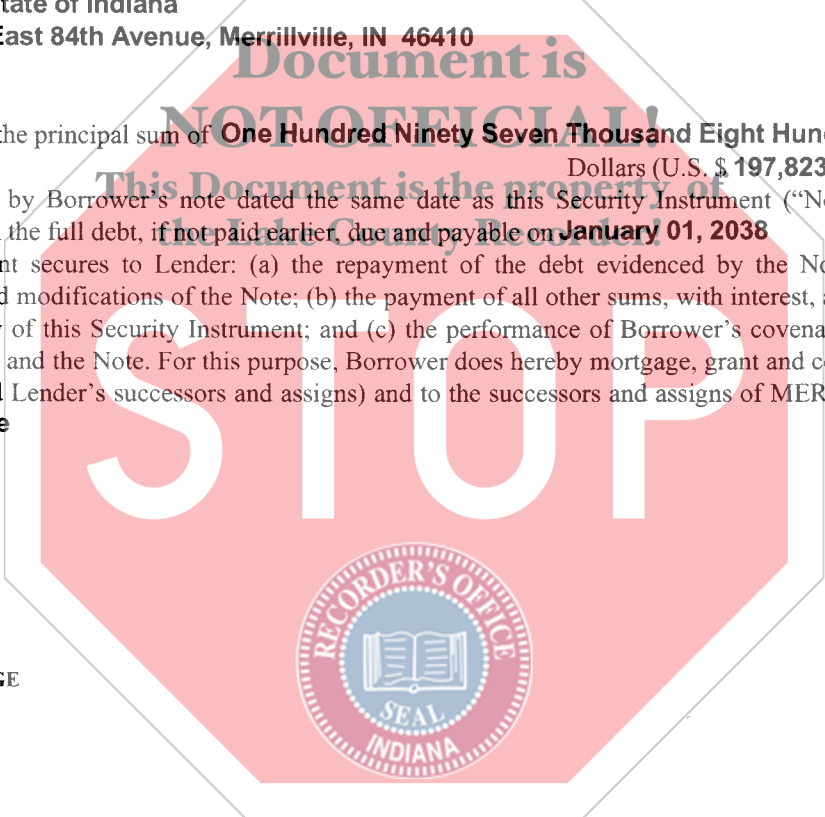 tate of Indiana
East 84th Avenue, Merrillville, IN 46410
Document is
NOT OFFICIAL!
the principal sum of One Hundred Ninety Seven Thousand Eight Hun
Dollars (U.S. $ 197,823
This Document is the property of
by Borrower's note dated the same date as this Security Instrument ("No
the full debt, if not paid earlier, due and payable on January 01, 2038
the Lake County Recorder!
nt secures to Lender: (a) the repayment of the debt evidenced by the No
d modifications of the Note; (b) the payment of all other sums, with interest, a
y of this Security Instrument; and (c) the performance of Borrower's covena
and the Note. For this purpose, Borrower does hereby mortgage, grant and c
d Lender's successors and assigns) and to the successors and assigns of MER
e
STOP
RECORDER'S OFFICE
SEAL
INDIANA
GE